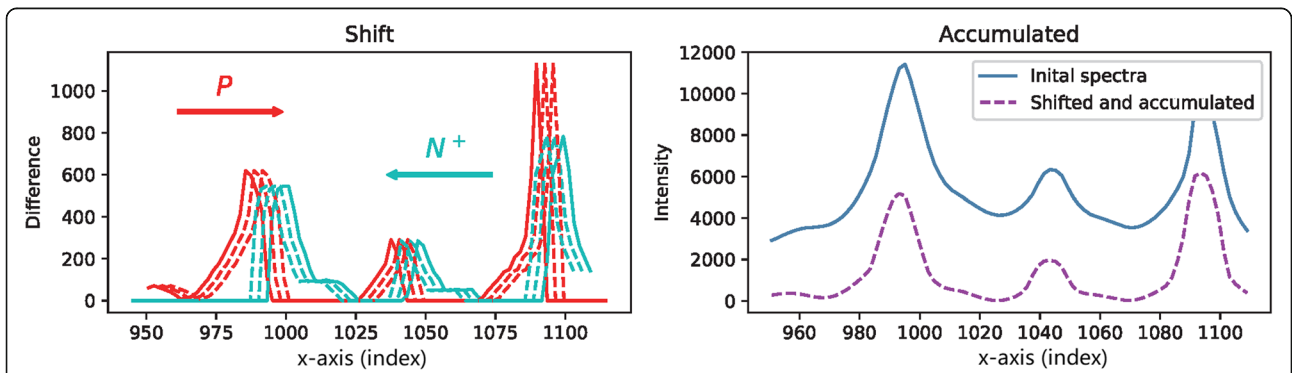 Shift
P
N +
1000
800
600
400
200
0
Difference
950 975 1000 1025 1050 1075 1100
x-axis (index)
Accumulated
Inital spectra
Shifted and accumulated
12000
10000
8000
6000
4000
2000
0
Intensity
960 980 1000 1020 1040 1060 1080 1100
x-axis (index)